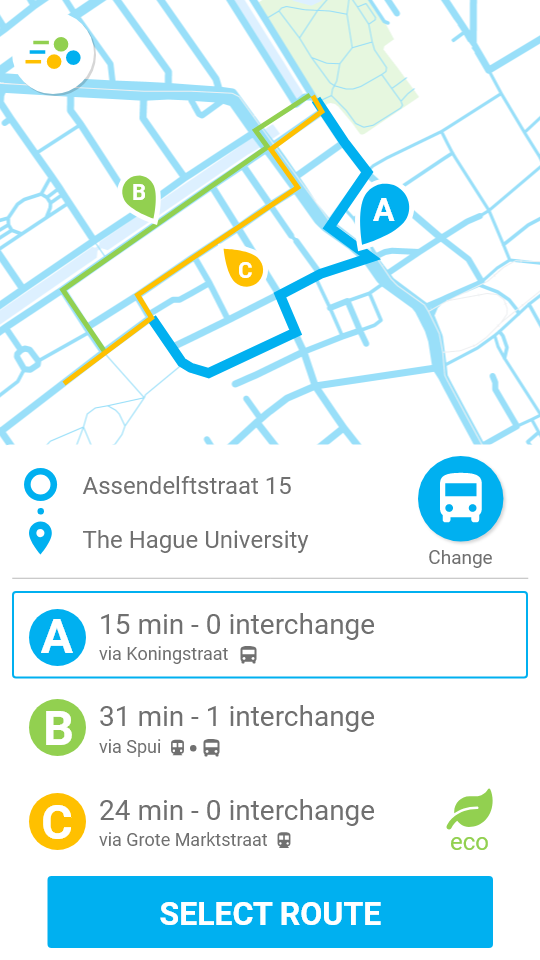 B
A
C
Assendelftstraat 15
The Hague University
Change
A
15 min - 0 interchange
via Koningstraat
B
31 min - 1 interchange
via Spui
C
24 min - 0 interchange
via Grote Marktstraat
eco
SELECT ROUTE